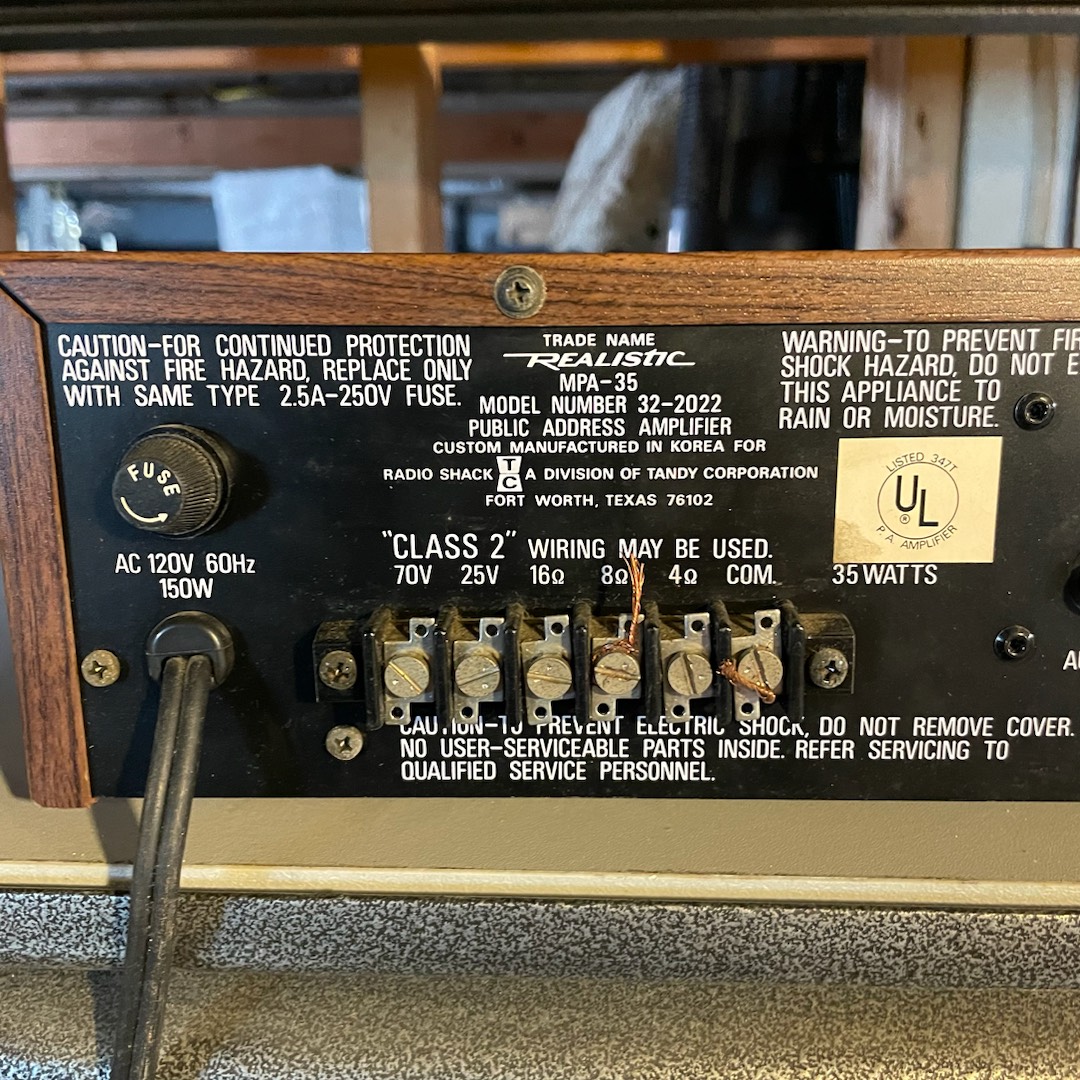 CAUTION–FOR CONTINUED PROTECTION
AGAINST FIRE HAZARD, REPLACE ONLY
WITH SAME TYPE 2.5A–250V FUSE.
TRADE NAME
REALISTIC
MPA–35
MODEL NUMBER 32–2022
PUBLIC ADDRESS AMPLIFIER
CUSTOM MANUFACTURED IN KOREA FOR
RADIO SHACK TC A DIVISION OF TANDY CORPORATION
FORT WORTH, TEXAS 76102
WARNING–TO PREVENT
SHOCK HAZARD, DO NOT
THIS APPLIANCE TO
RAIN OR MOISTURE.
LISTED 347T
UL ®
P.A. AMPLIFIER
FUSE
AC 120V 60Hz
150W
"CLASS 2" WIRING MAY BE USED.
70V 25V 16Ω 8Ω 4Ω COM. 35 WATTS
CAUTION–TO PREVENT ELECTRIC SHOCK, DO NOT REMOVE COVER.
NO USER–SERVICEABLE PARTS INSIDE. REFER SERVICING TO
QUALIFIED SERVICE PERSONNEL.